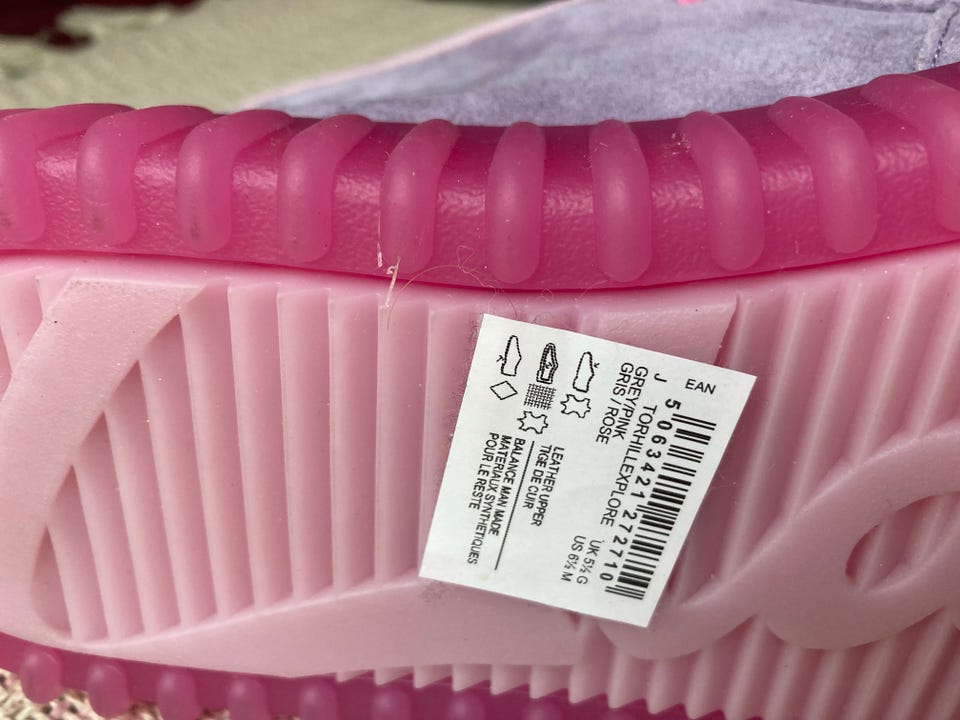 EAN
5 063421 272710
J TORHILLEXPLORE
GREY/PINK
GRIS / ROSE
UK 5½ G
US 6½ M
LEATHER UPPER
TIGE DE CUIR
BALANCE MAN MADE
MATERIAUX SYNTHETIQUES
POUR LE RESTE